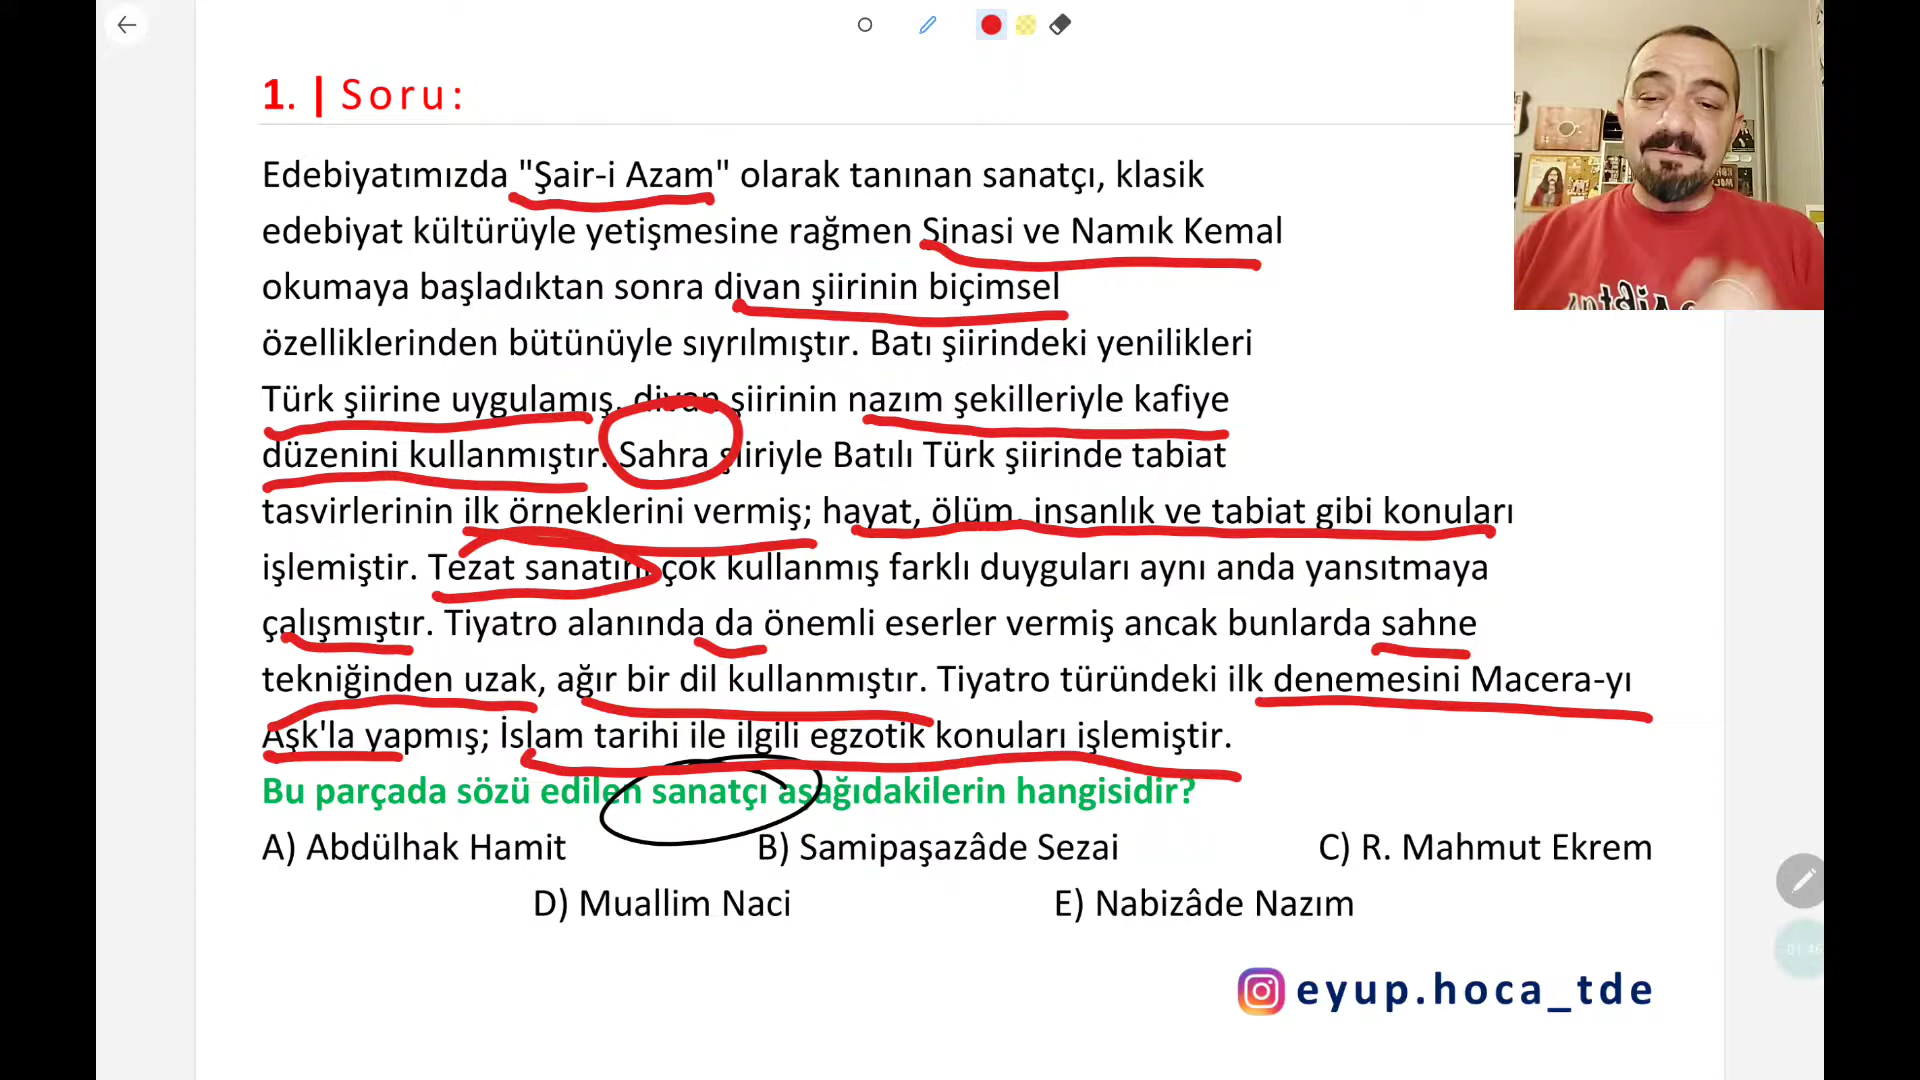 1. | Soru:
Edebiyatımızda "Şair-i Azam" olarak tanınan sanatçı, klasik
edebiyat kültürüyle yetişmesine rağmen Şinasi ve Namık Kemal
okumaya başladıktan sonra divan şiirinin biçimsel
özelliklerinden bütünüyle sıyrılmıştır. Batı şiirindeki yenilikleri
Türk şiirine uygulamış, divan şiirinin nazım şekilleriyle kafiye
düzenini kullanmıştır. Sahra şiiriyle Batılı Türk şiirinde tabiat
tasvirlerinin ilk örneklerini vermiş; hayat, ölüm, insanlık ve tabiat gibi konuları
işlemiştir. Tezat sanatını çok kullanmış farklı duyguları aynı anda yansıtmaya
çalışmıştır. Tiyatro alanında da önemli eserler vermiş ancak bunlarda sahne
tekniğinden uzak, ağır bir dil kullanmıştır. Tiyatro türündeki ilk denemesini Macera-yı
Aşk'la yapmış; İslam tarihi ile ilgili egzotik konuları işlemiştir.
Bu parçada sözü edilen sanatçı aşağıdakilerin hangisidir?
A) Abdülhak Hamit B) Samipaşazâde Sezai C) R. Mahmut Ekrem
D) Muallim Naci E) Nabizâde Nazım
eyup.hoca_tde
01:46